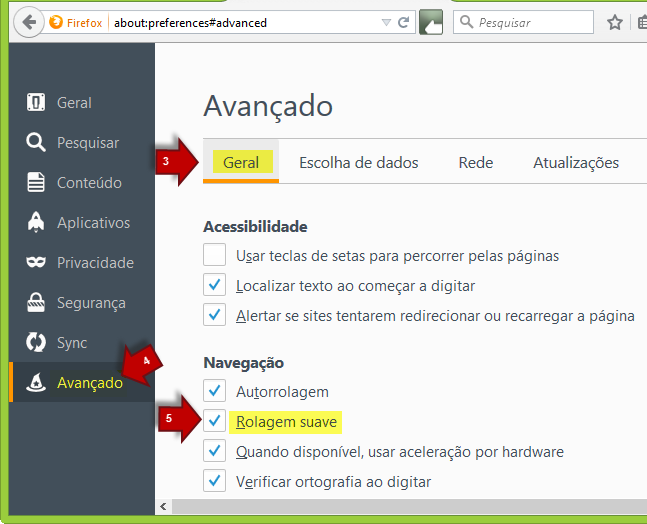 Firefox about:preferences#advanced Pesquisar
Geral
Pesquisar
Conteúdo
Aplicativos
Privacidade
Segurança
Sync
Avançado
4
Avançado
3
Geral Escolha de dados Rede Atualizações
Acessibilidade
Usar teclas de setas para percorrer pelas páginas
Localizar texto ao começar a digitar
Alertar se sites tentarem redirecionar ou recarregar a página
Navegação
Autorrolagem
5
Rolagem suave
Quando disponível, usar aceleração por hardware
Verificar ortografia ao digitar